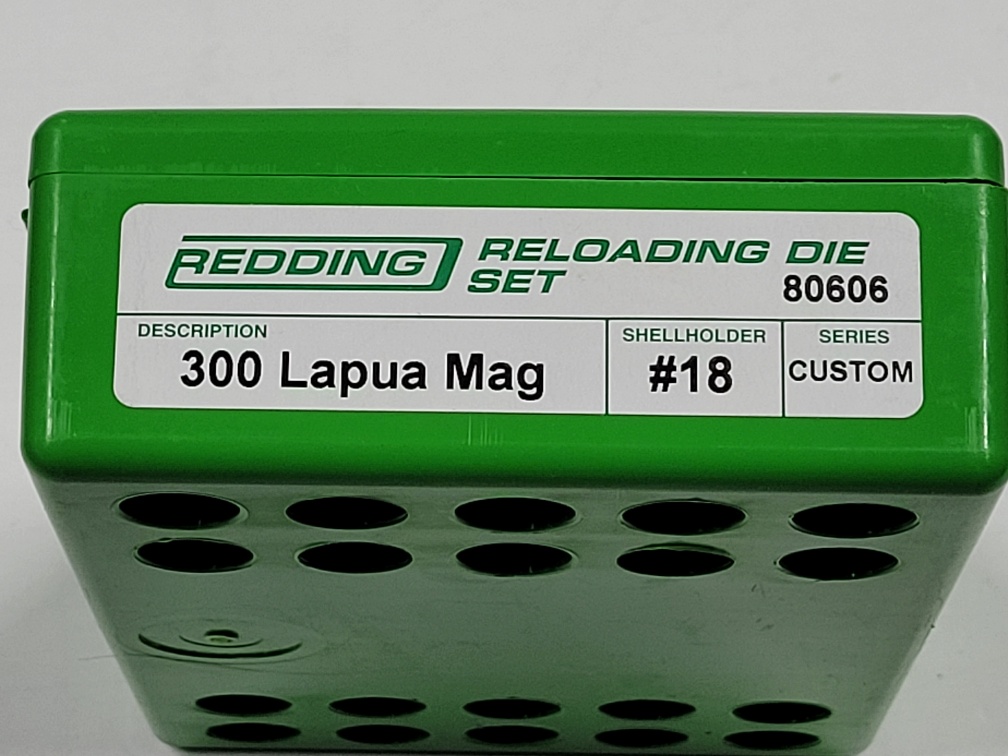 REDDING RELOADING DIE
SET
80606
DESCRIPTION
300 Lapua Mag
SHELLHOLDER
#18
SERIES
CUSTOM